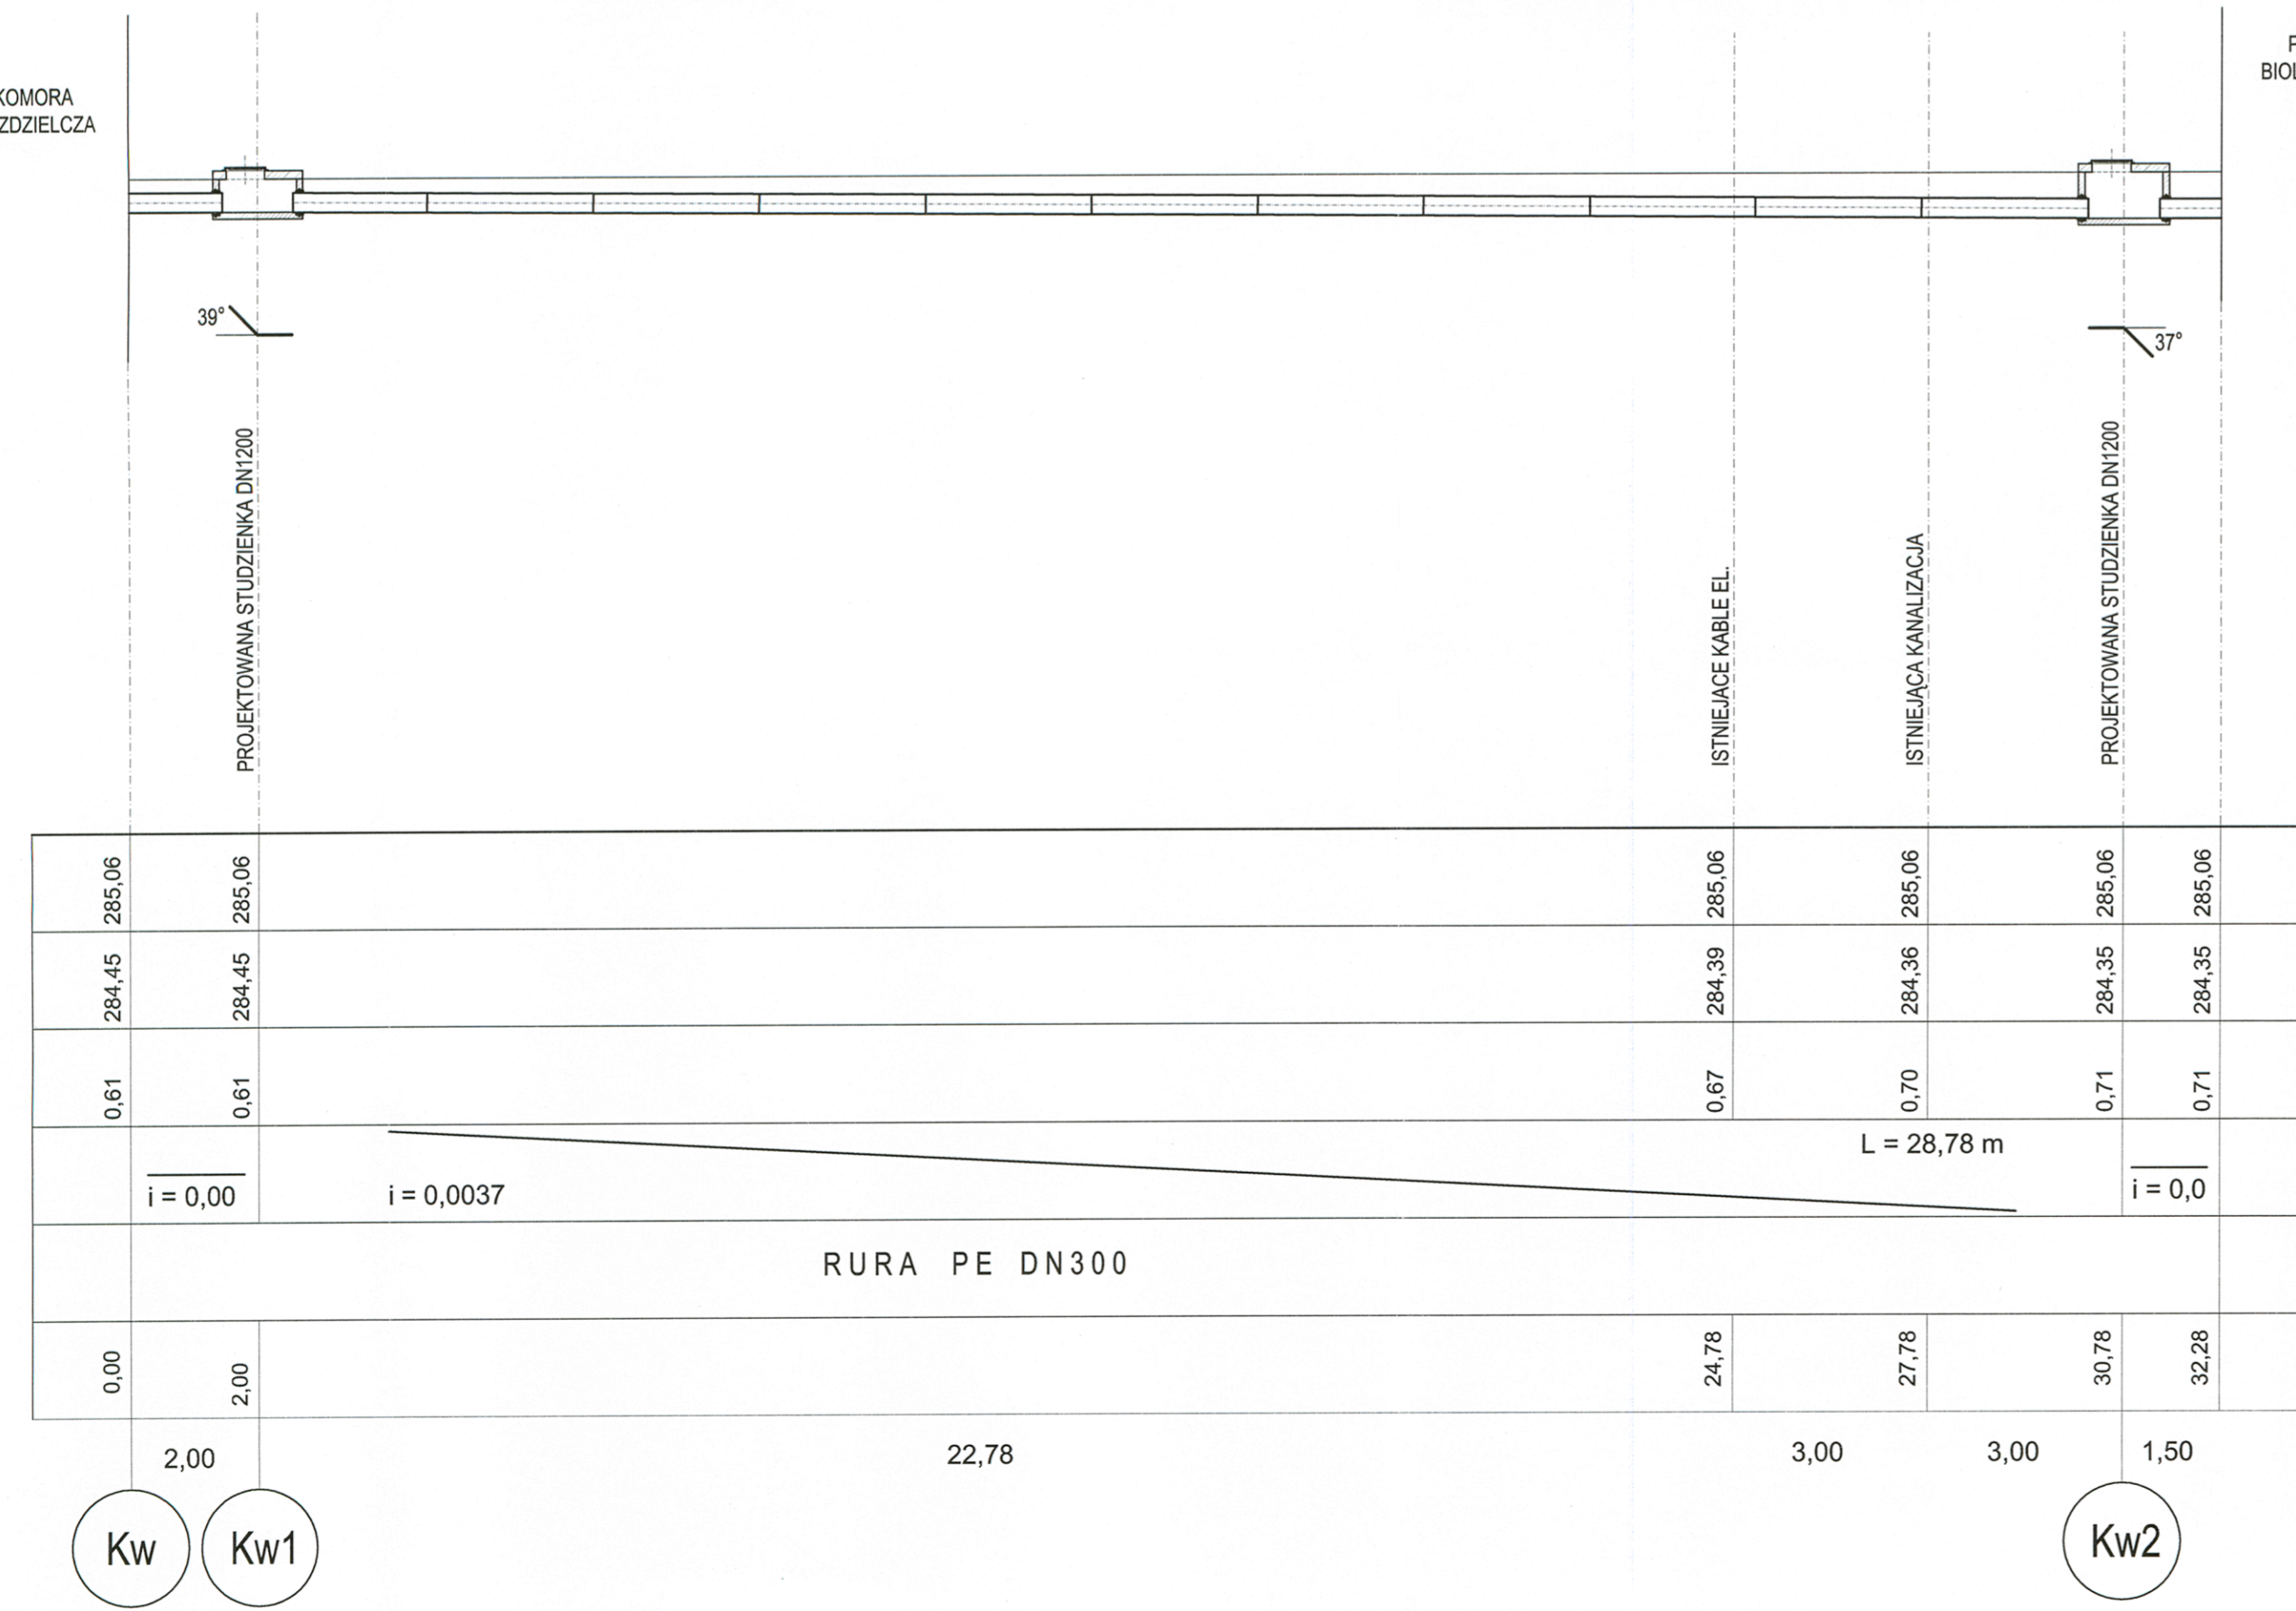 KOMORA
ZDZIELCZA
P
BIOL
39°
37°
PROJEKTOWANA STUDZIENKA DN1200
ISTNIEJACE KABLE EL.
ISTNIEJĄCA KANALIZACJA
PROJEKTOWANA STUDZIENKA DN1200
285,06 285,06 285,06 285,06 285,06 285,06
284,45 284,45 284,39 284,36 284,35 284,35
0,61 0,61 0,67 0,70 0,71 0,71
L = 28,78 m
i = 0,00 i = 0,0037 i = 0,0
RURA PE DN300
0,00 2,00 24,78 27,78 30,78 32,28
2,00 22,78 3,00 3,00 1,50
Kw Kw1 Kw2